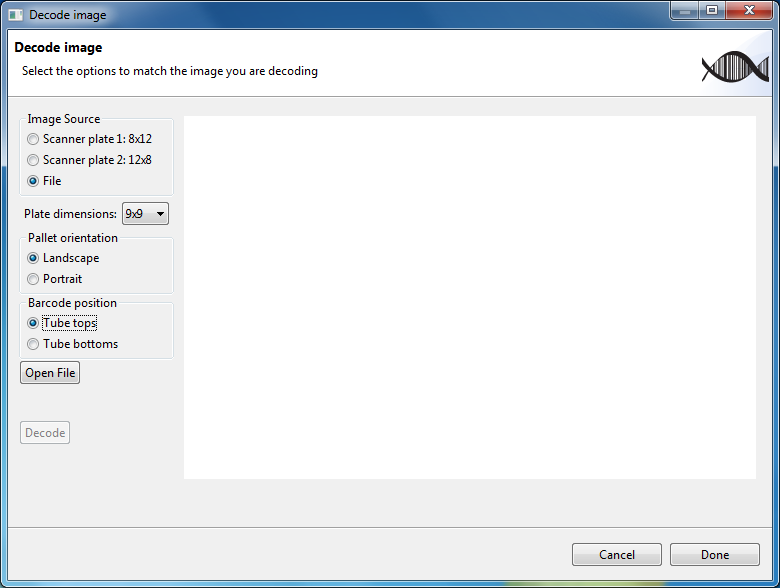 Decode image
Decode image
Select the options to match the image you are decoding
Image Source
Scanner plate 1: 8x12
Scanner plate 2: 12x8
File
Plate dimensions: 9x9
Pallet orientation
Landscape
Portrait
Barcode position
Tube tops
Tube bottoms
Open File
Decode
Cancel Done